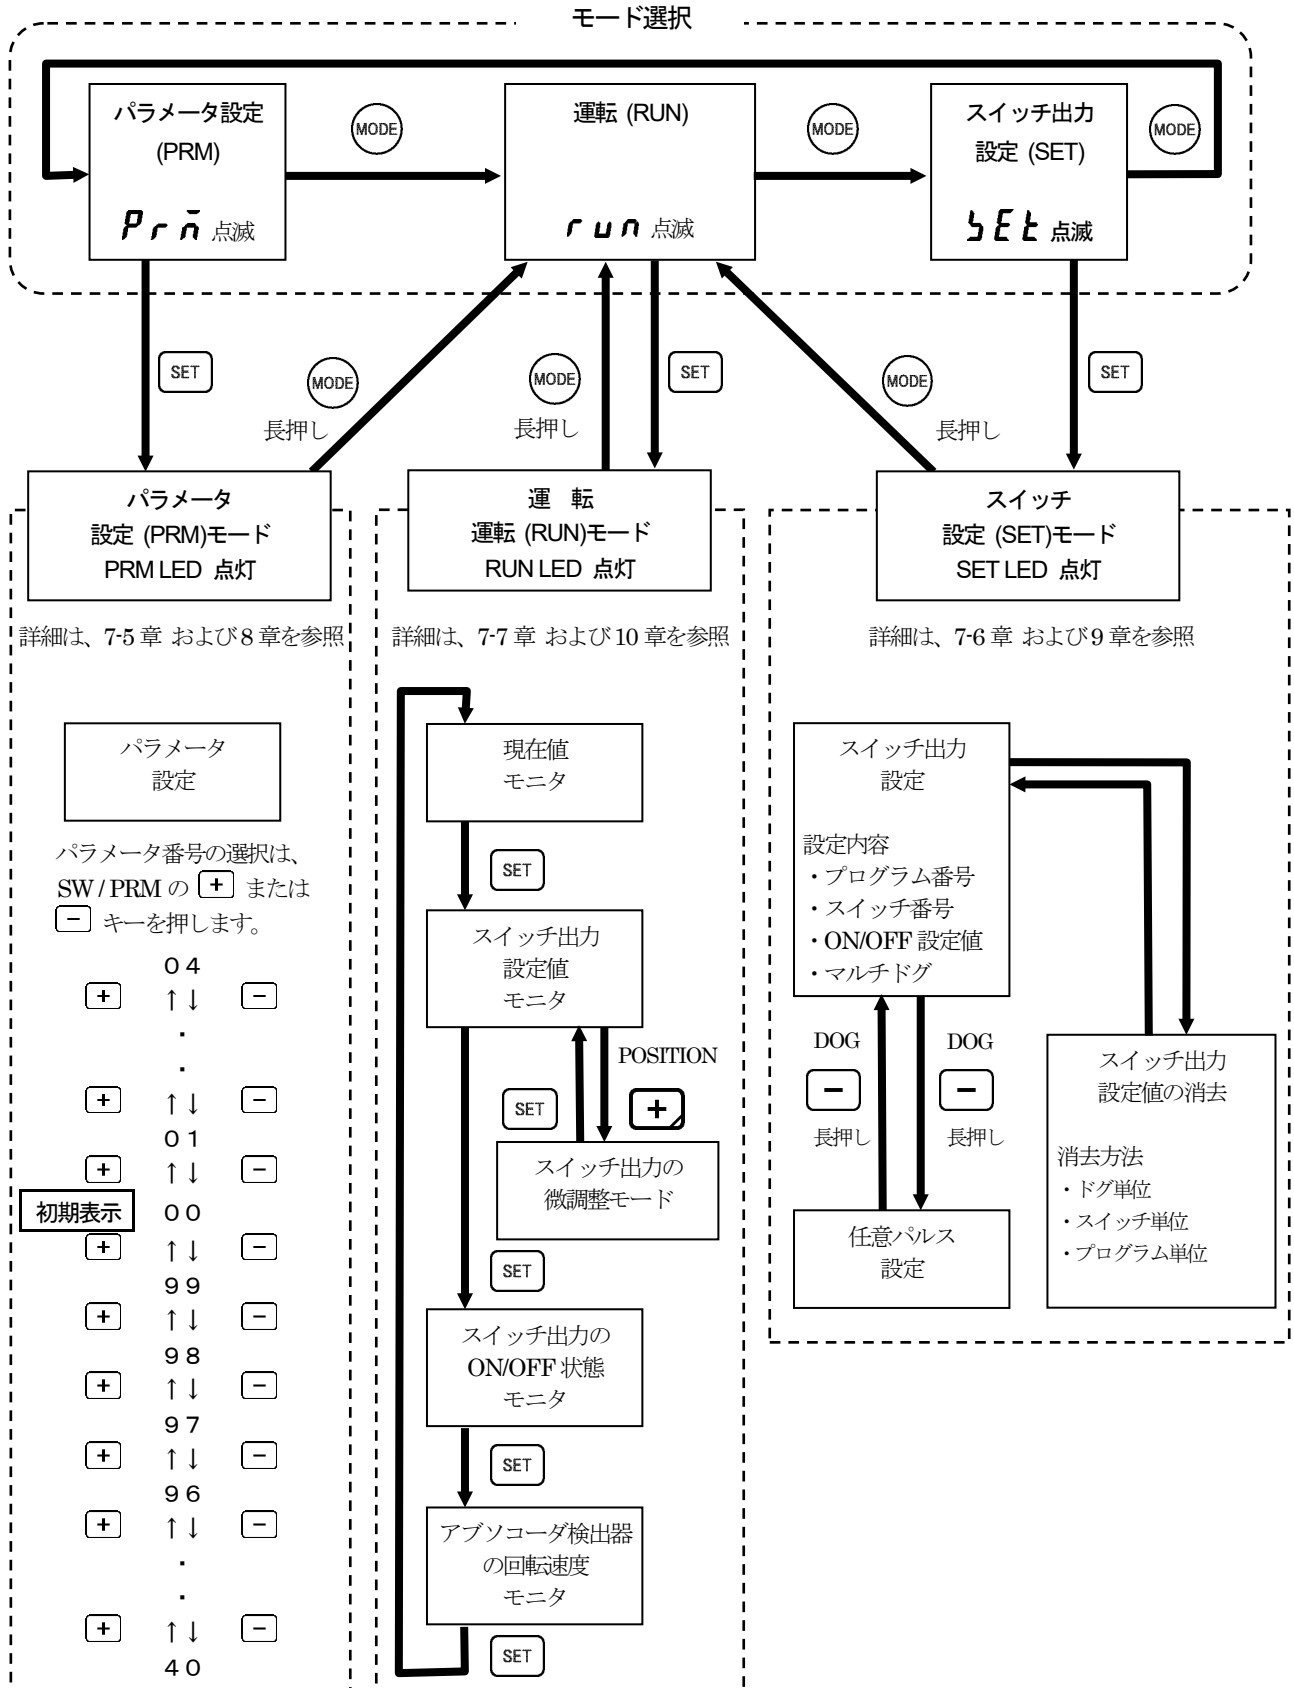 モード選択
パラメータ設定
(PRM)
Prm 点滅
MODE
運転 (RUN)
run 点滅
MODE
スイッチ出力
設定 (SET)
SEt 点滅
MODE
SET
MODE
長押し
MODE
長押し
SET
MODE
長押し
SET
パラメータ
設定 (PRM)モード
PRM LED 点灯
詳細は、7-5 章 および 8 章を参照
運 転
運転 (RUN)モード
RUN LED 点灯
詳細は、7-7 章 および 10 章を参照
スイッチ
設定 (SET)モード
SET LED 点灯
詳細は、7-6 章 および 9 章を参照
パラメータ
設定
パラメータ番号の選択は、
SW / PRM の + または
- キーを押します。
04
+ ↑↓ -
・
・
+ ↑↓ -
01
+ ↑↓ -
初期表示 00
+ ↑↓ -
99
+ ↑↓ -
98
+ ↑↓ -
97
+ ↑↓ -
96
+ ↑↓ -
・
・
+ ↑↓ -
40
現在値
モニタ
SET
スイッチ出力
設定値
モニタ
POSITION
SET +
スイッチ出力の
微調整モード
SET
スイッチ出力の
ON/OFF 状態
モニタ
SET
アブソコーダ検出器
の回転速度
モニタ
SET
スイッチ出力
設定
設定内容
・プログラム番号
・スイッチ番号
・ON/OFF 設定値
・マルチドグ
DOG
-
長押し
DOG
-
長押し
任意パルス
設定
スイッチ出力
設定値の消去
消去方法
・ドグ単位
・スイッチ単位
・プログラム単位